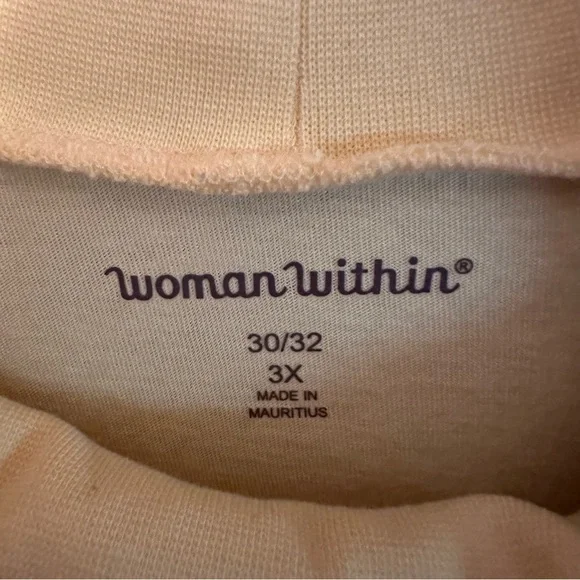 woman within®
30/32
3X
MADE IN
MAURITIUS